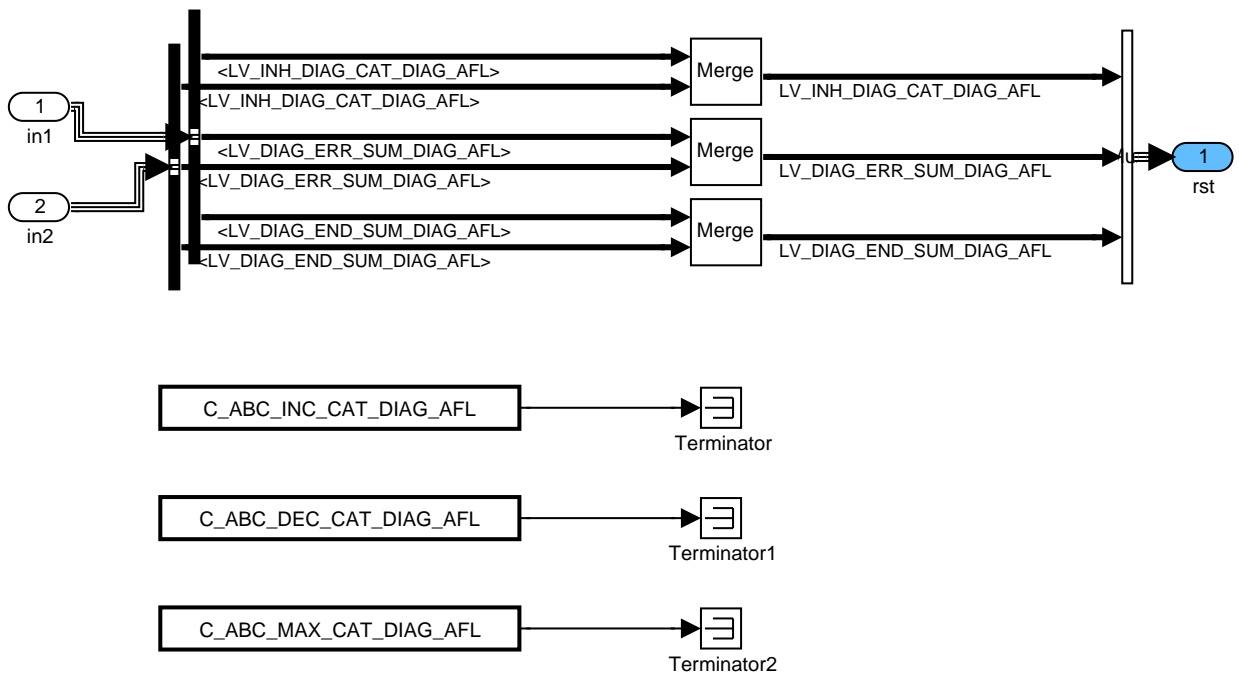 <LV_INH_DIAG_CAT_DIAG_AFL>
Merge
<LV_INH_DIAG_CAT_DIAG_AFL>
LV_INH_DIAG_CAT_DIAG_AFL
1
in1
<LV_DIAG_ERR_SUM_DIAG_AFL>
Merge
<LV_DIAG_ERR_SUM_DIAG_AFL>
LV_DIAG_ERR_SUM_DIAG_AFL
1
rst
2
in2
<LV_DIAG_END_SUM_DIAG_AFL>
Merge
<LV_DIAG_END_SUM_DIAG_AFL>
LV_DIAG_END_SUM_DIAG_AFL
C_ABC_INC_CAT_DIAG_AFL
Terminator
C_ABC_DEC_CAT_DIAG_AFL
Terminator1
C_ABC_MAX_CAT_DIAG_AFL
Terminator2